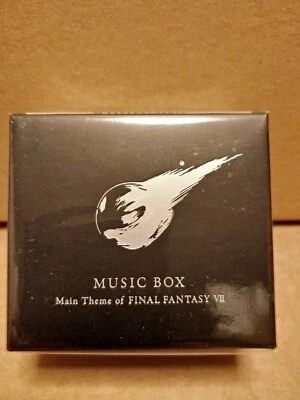 MUSIC BOX
Main Theme of FINAL FANTASY VII